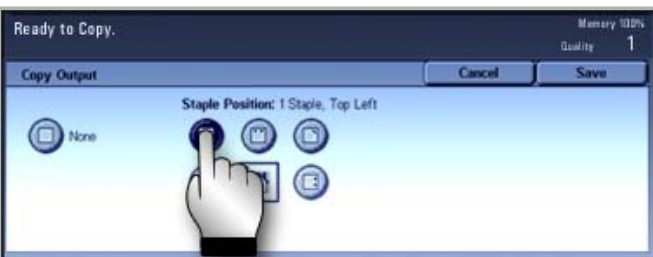 Ready to Copy.
Memory 100%
Quality 1
Copy Output
Cancel
Save
Staple Position: 1 Staple, Top Left
None